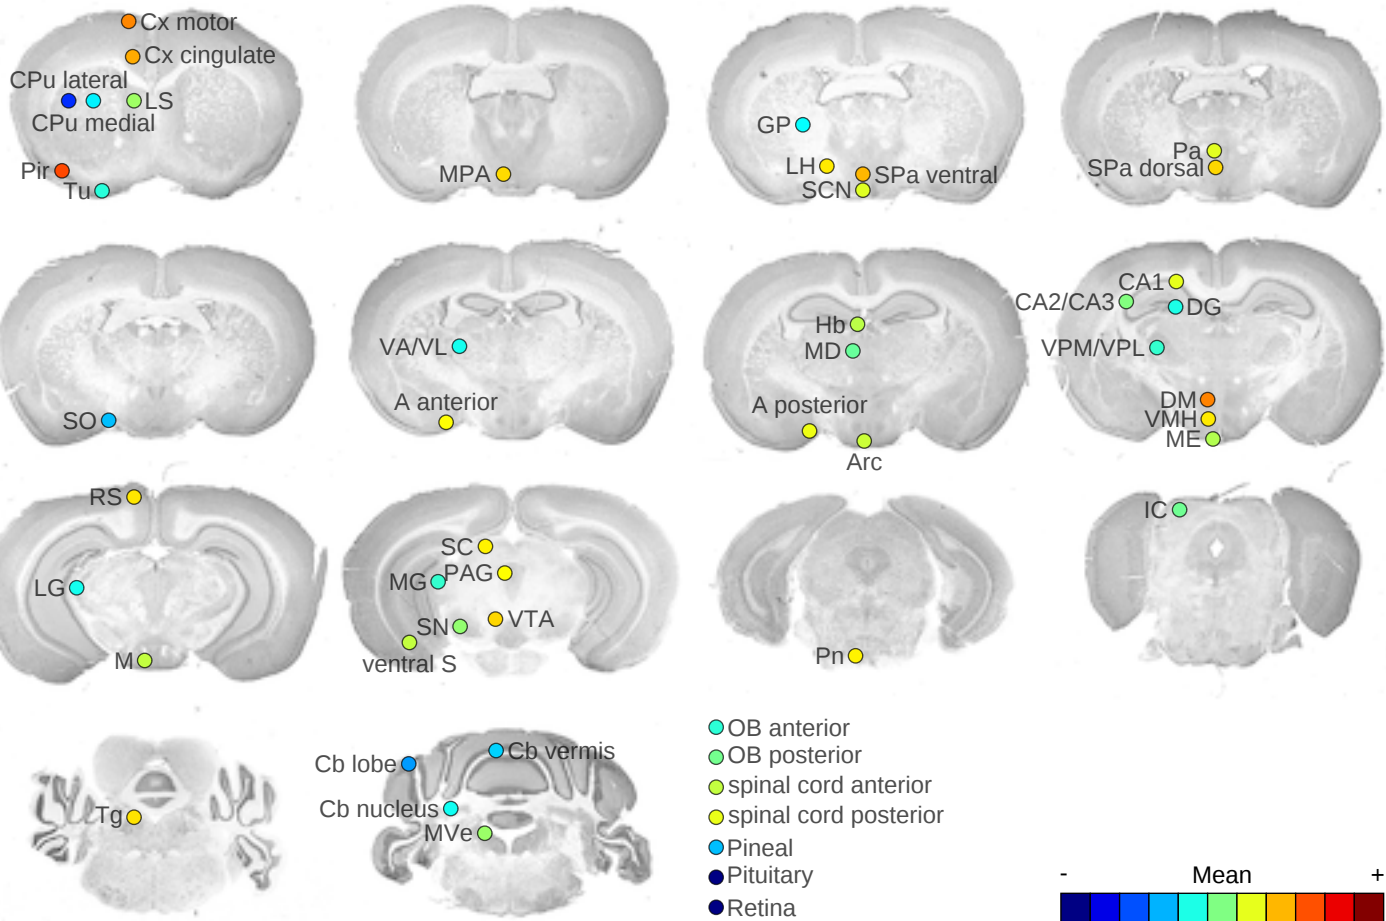 Cx motor
Cx cingulate
CPu lateral
LS
CPu medial
Pir
Tu
MPA
GP
LH
SPa ventral
SCN
Pa
SPa dorsal
SO
VA/VL
A anterior
Hb
MD
A posterior
Arc
CA1
CA2/CA3
DG
VPM/VPL
DM
VMH
ME
RS
LG
M
SC
MG
PAG
SN
VTA
ventral S
Pn
IC
Tg
Cb lobe
Cb vermis
Cb nucleus
MVe
OB anterior
OB posterior
spinal cord anterior
spinal cord posterior
Pineal
Pituitary
Retina
- Mean +